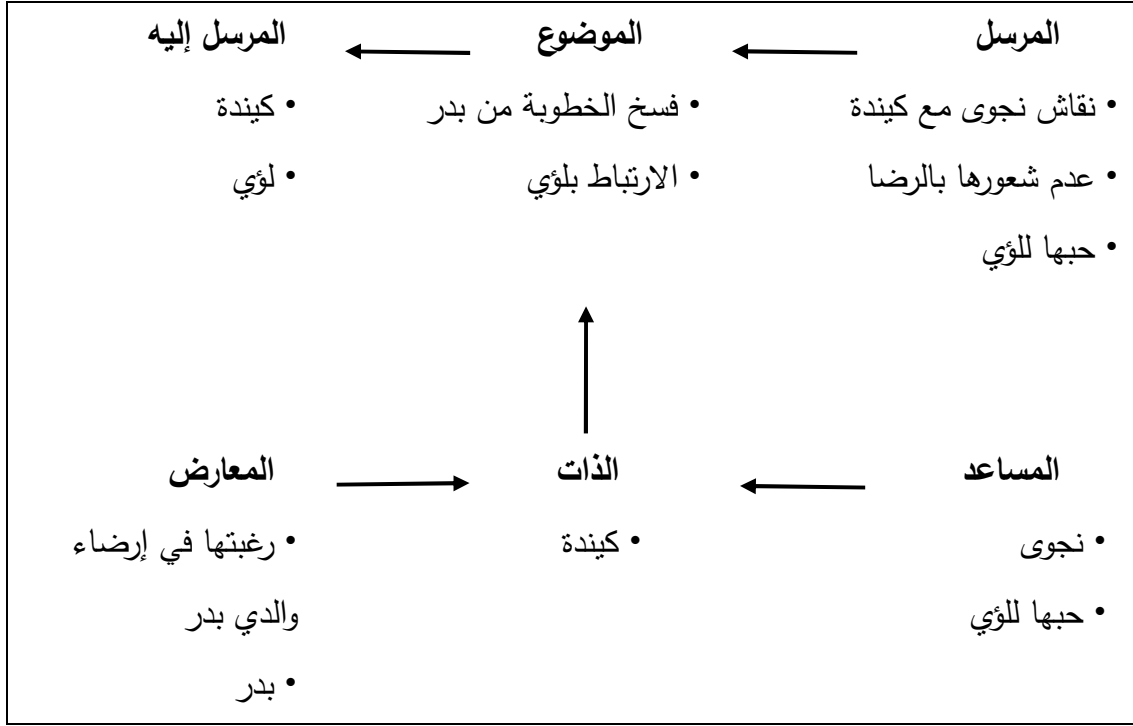 المرسل
الموضوع
المرسل إليه
• نقاش نجوى مع كيندة
• فسخ الخطوبة من بدر
• كيندة
• عدم شعورها بالرضا
• الارتباط بلؤي
• لؤي
• حبها للؤي
المساعد
الذات
المعارض
• نجوى
• كيندة
• رغبتها في إرضاء
• حبها للؤي
والدي بدر
• بدر